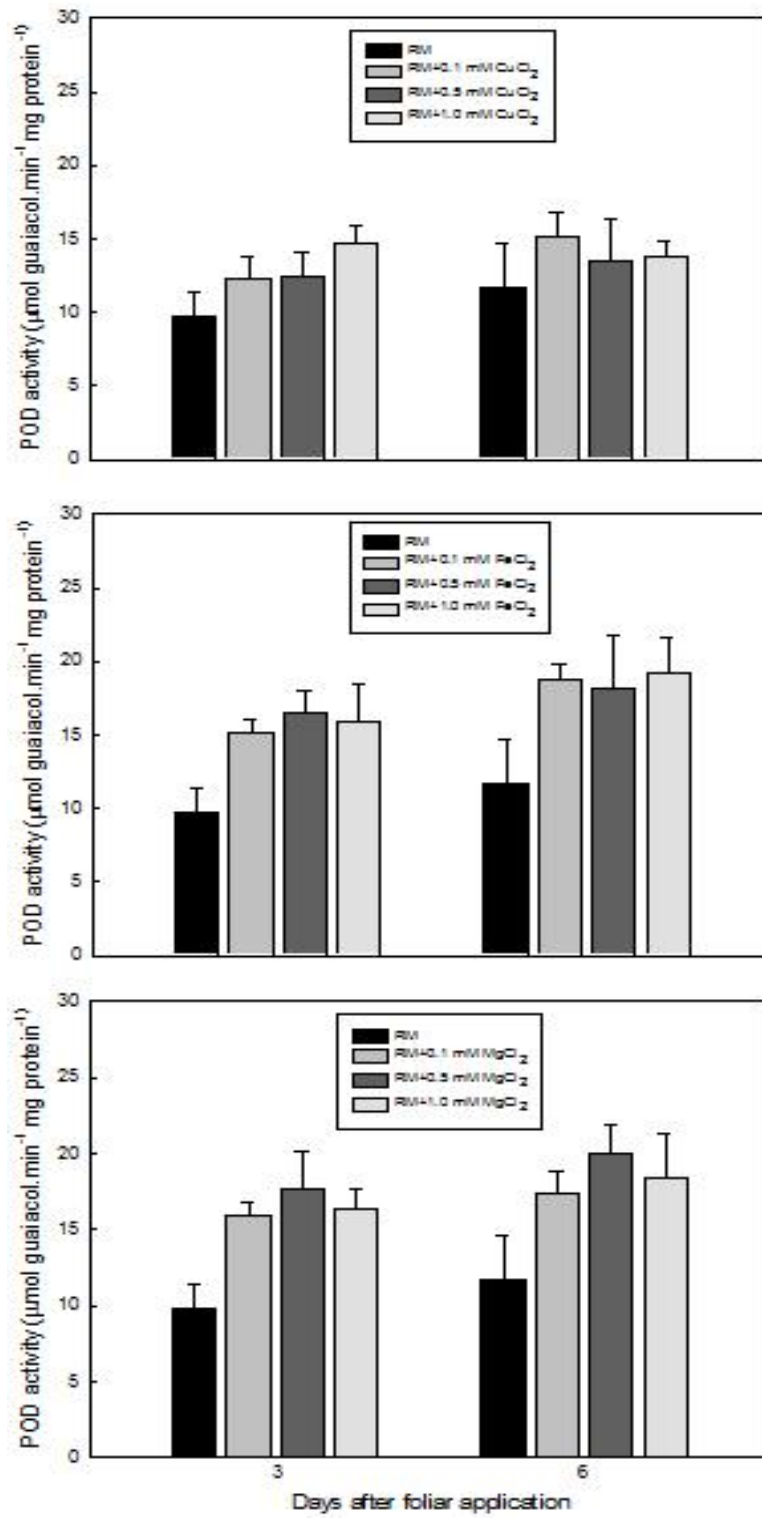 30
25
20
15
10
5
0
POD activity (µmol guaiacol.min⁻¹ mg protein⁻¹)
RM
RM+0.1 mM CuCl₂
RM+0.5 mM CuCl₂
RM+1.0 mM CuCl₂
30
25
20
15
10
5
0
POD activity (µmol guaiacol.min⁻¹ mg protein⁻¹)
RM
RM+0.1 mM FeCl₂
RM+0.5 mM FeCl₂
RM+1.0 mM FeCl₂
30
25
20
15
10
5
0
POD activity (µmol guaiacol.min⁻¹ mg protein⁻¹)
RM
RM+0.1 mM MgCl₂
RM+0.5 mM MgCl₂
RM+1.0 mM MgCl₂
3 6
Days after foliar application